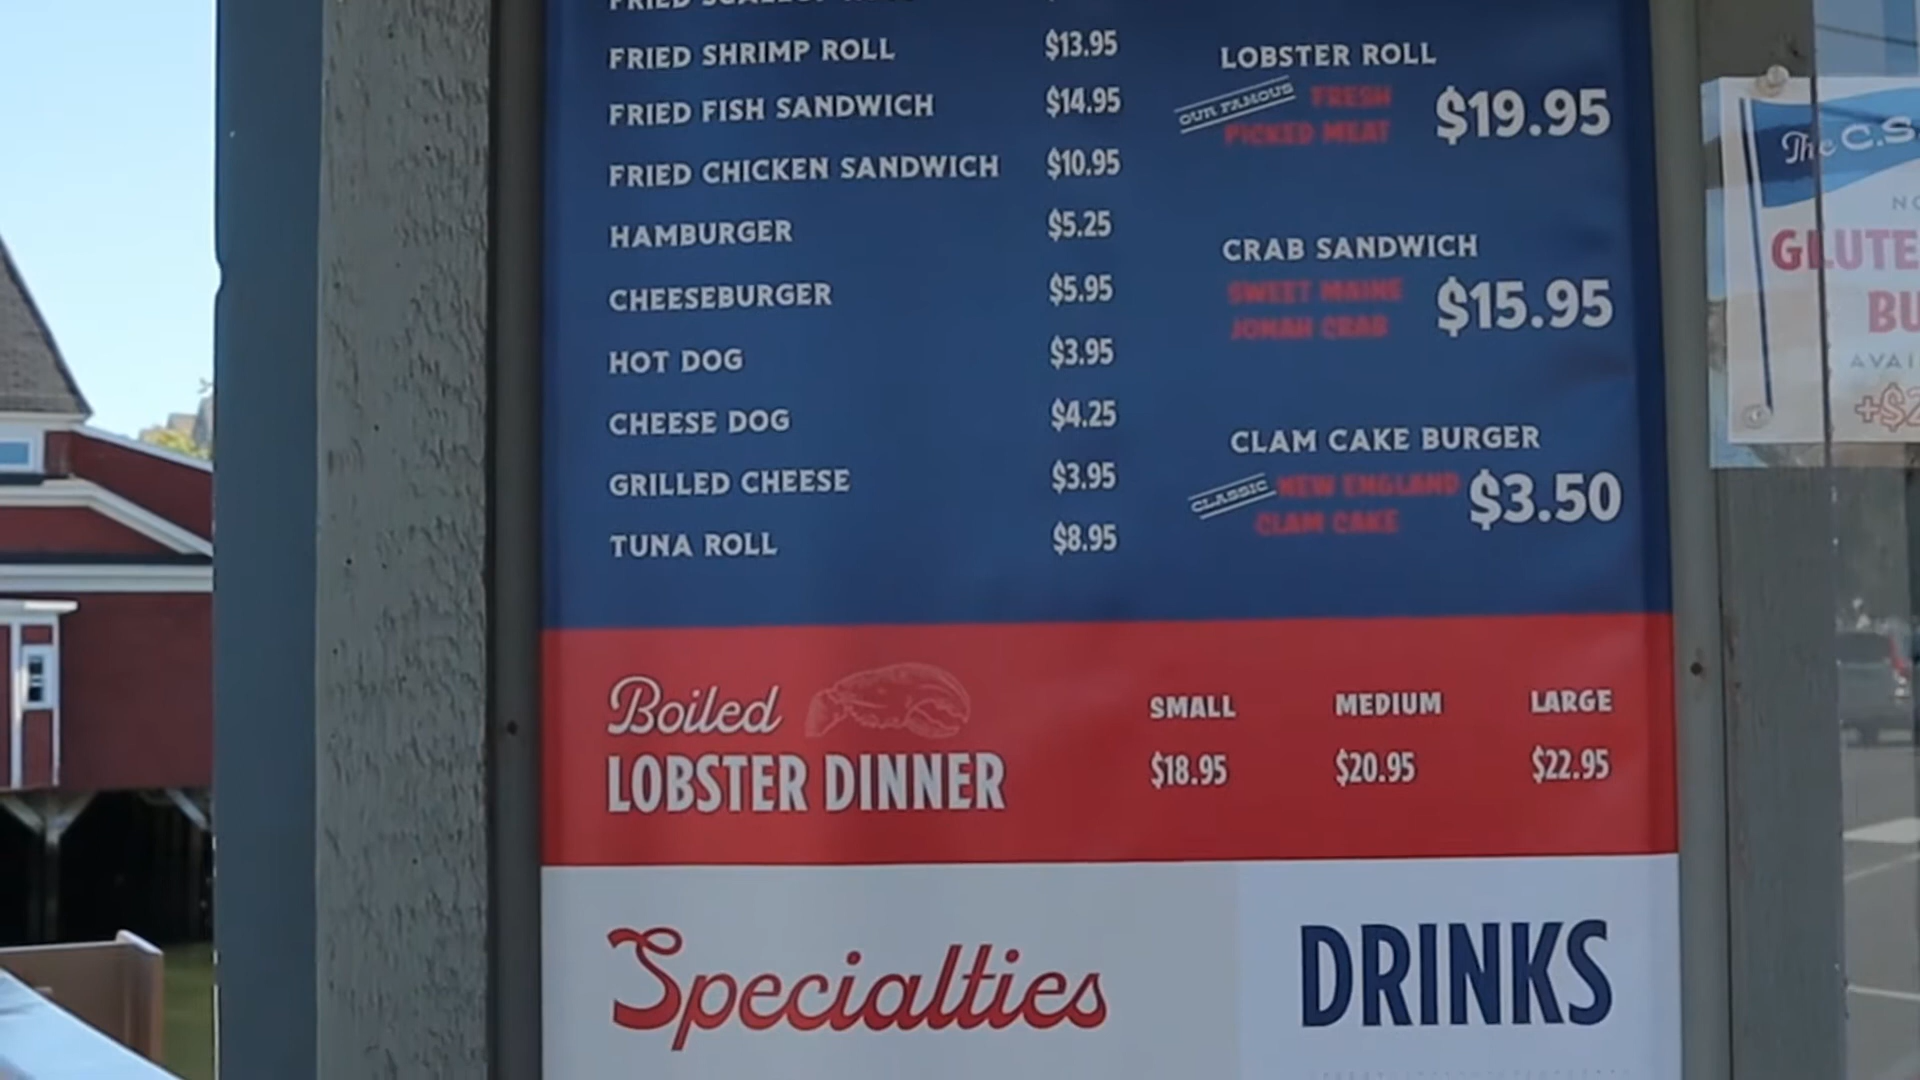 FRIED
FRIED SHRIMP ROLL $13.95
FRIED FISH SANDWICH $14.95
FRIED CHICKEN SANDWICH $10.95
HAMBURGER $5.25
CHEESEBURGER $5.95
HOT DOG $3.95
CHEESE DOG $4.25
GRILLED CHEESE $3.95
TUNA ROLL $8.95
LOBSTER ROLL
OUR FAMOUS FRESH
PICKED MEAT $19.95
CRAB SANDWICH
SWEET MAINE
JONAH CRAB $15.95
CLAM CAKE BURGER
CLASSIC NEW ENGLAND
CLAM CAKE $3.50
Boiled
LOBSTER DINNER
SMALL MEDIUM LARGE
$18.95 $20.95 $22.95
Specialties
DRINKS
The C.S
GLUTE
BU
AVAI